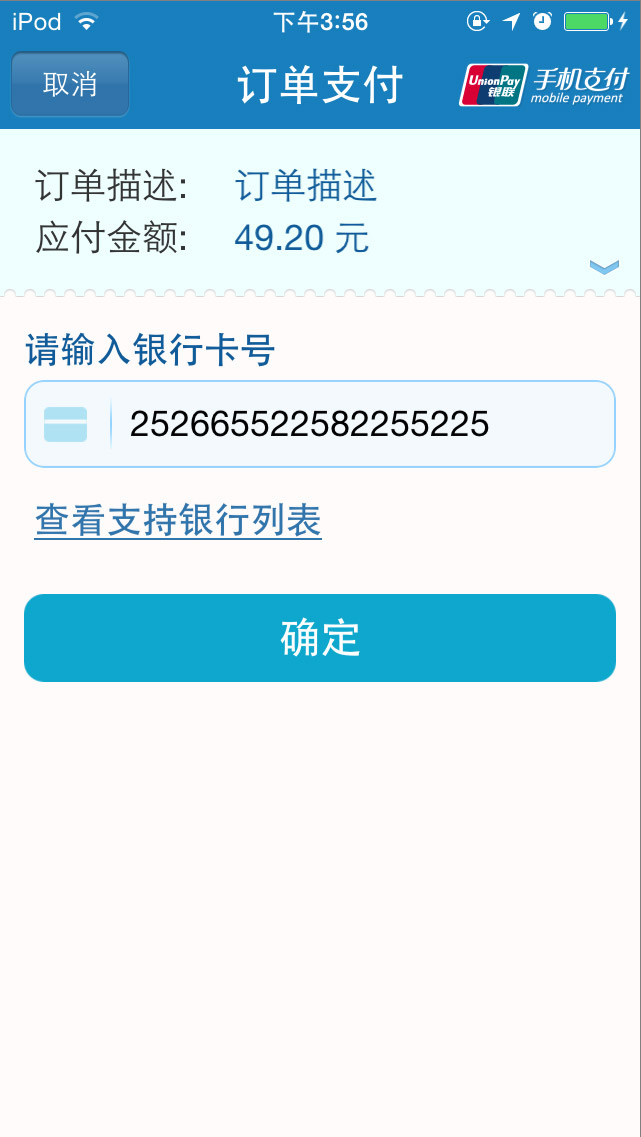 iPod 下午3:56
取消 订单支付 UnionPay 银联 手机支付 mobile payment
订单描述: 订单描述
应付金额: 49.20 元
请输入银行卡号
252665522582255225
查看支持银行列表
确定